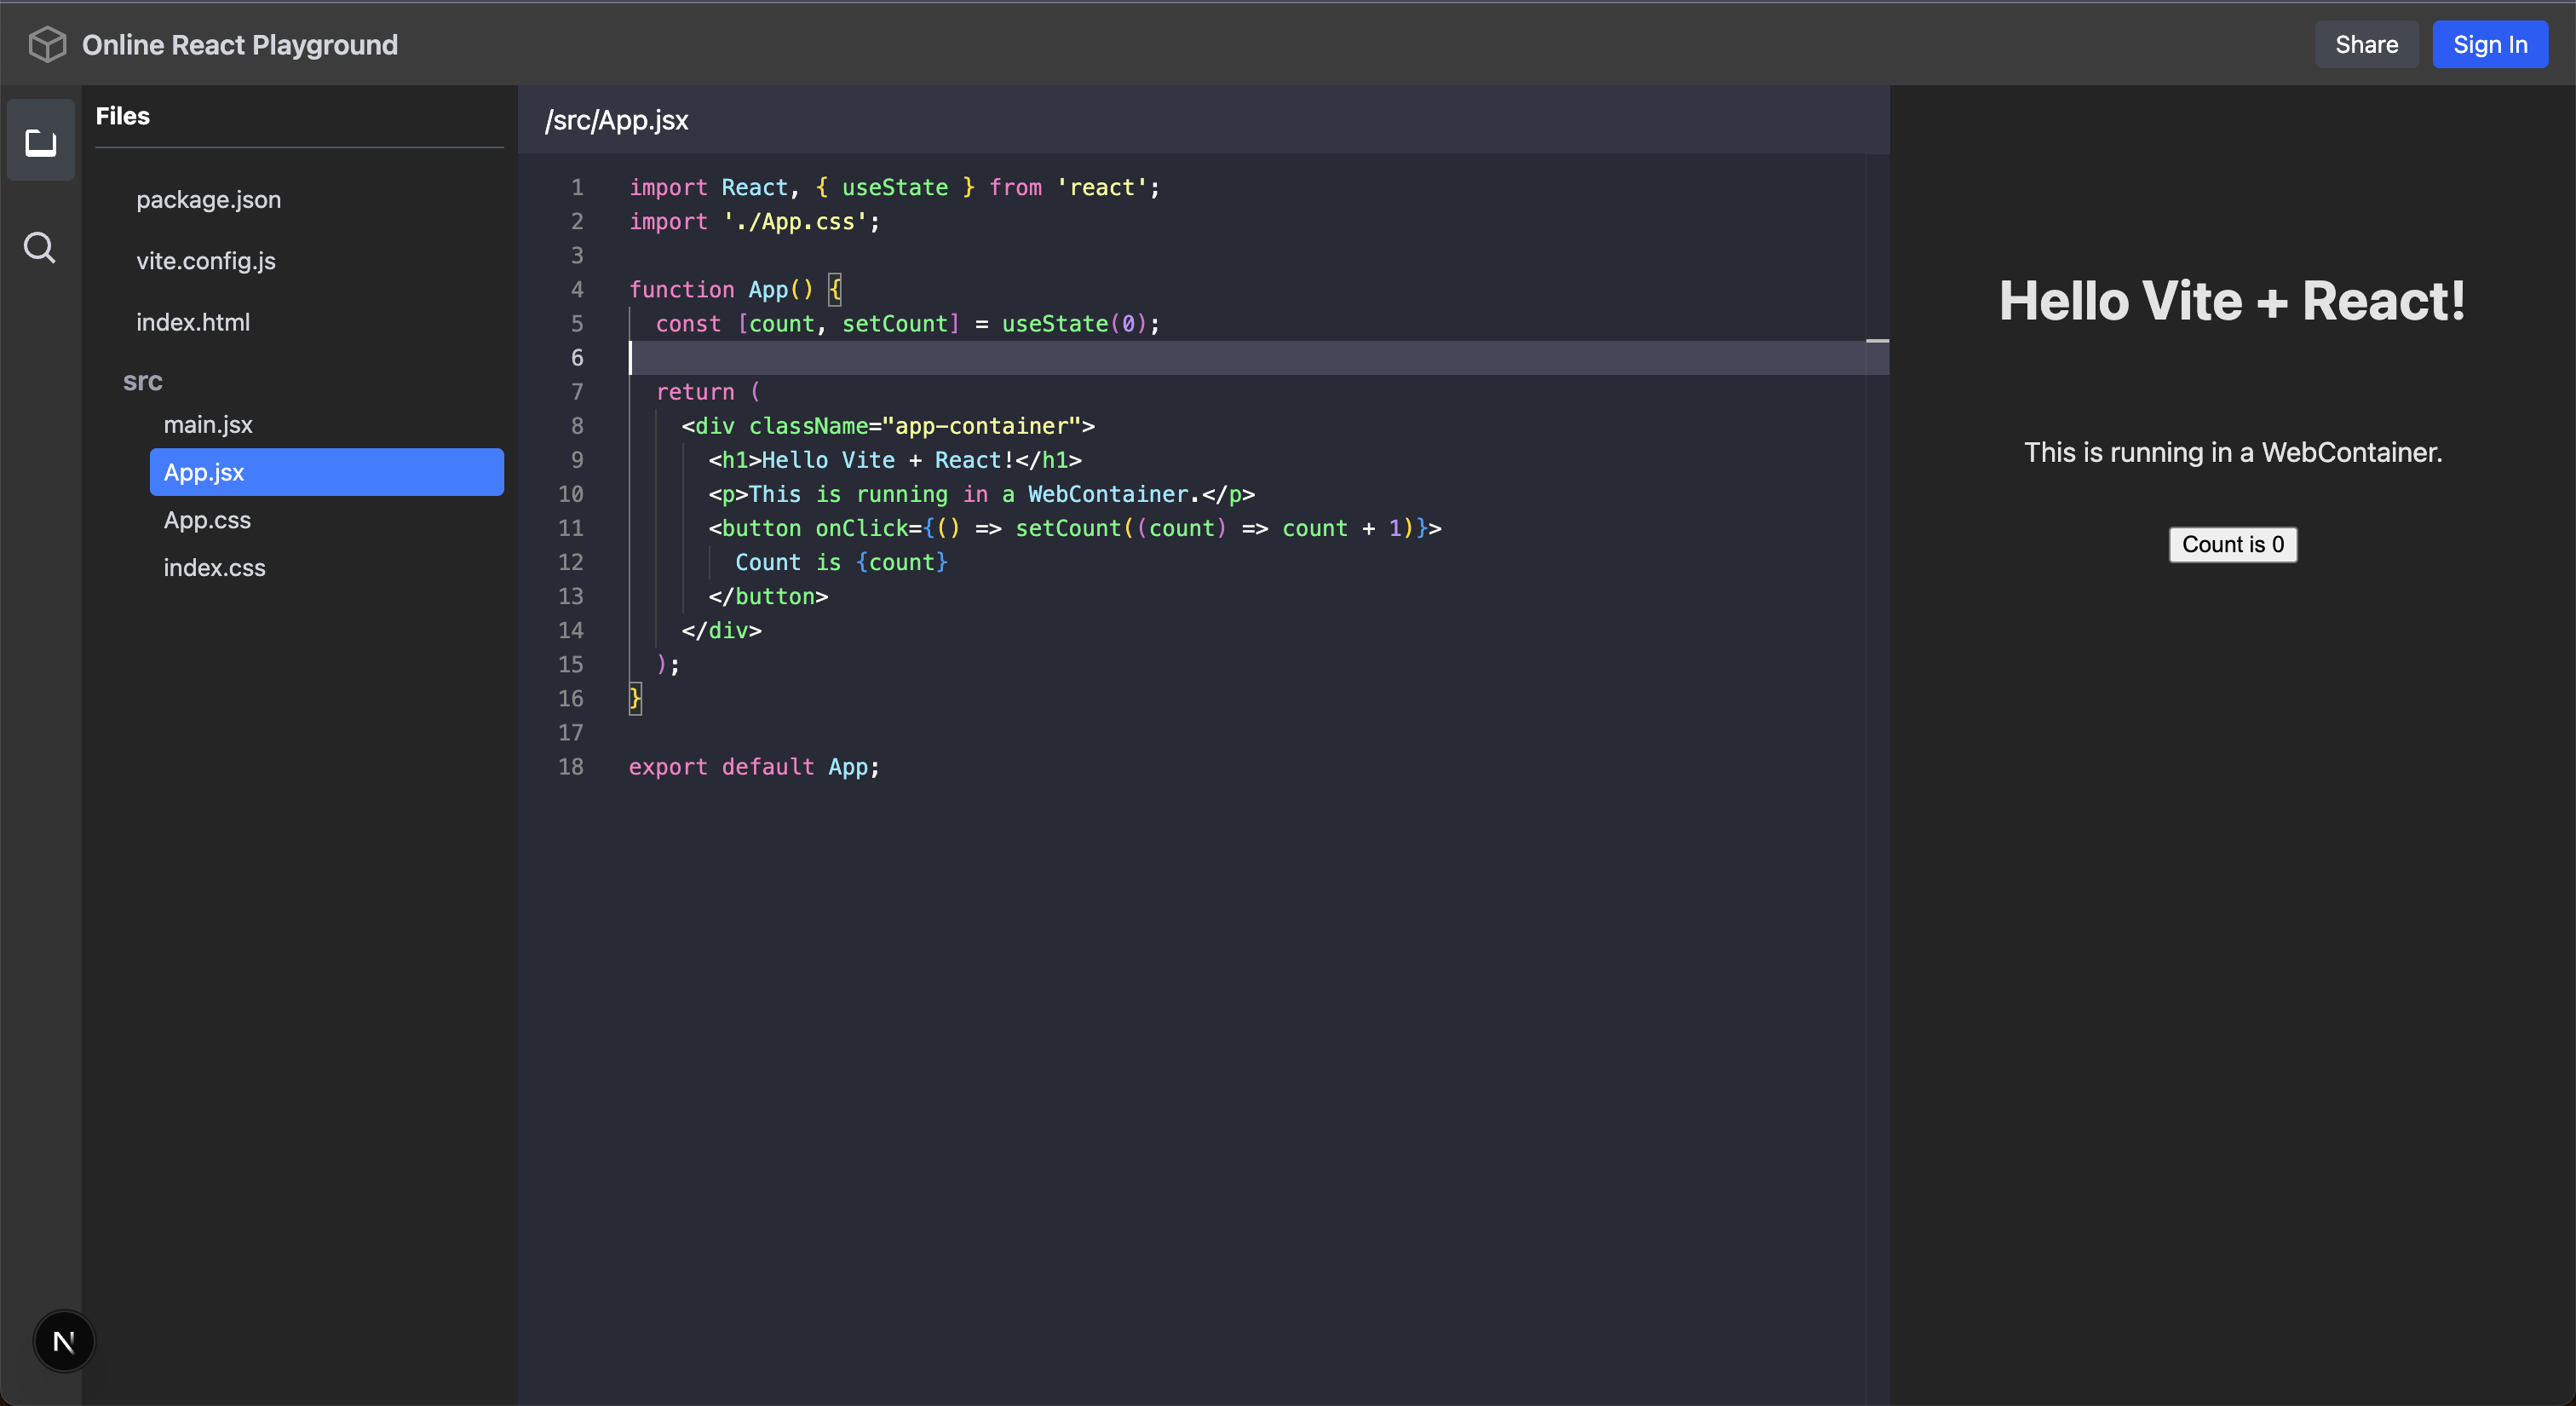 Online React Playground
Share
Sign In
Files
package.json
vite.config.js
index.html
src
main.jsx
App.jsx
App.css
index.css
/src/App.jsx
1 import React, { useState } from 'react';
2 import './App.css';
3
4 function App() {
5   const [count, setCount] = useState(0);
6
7   return (
8     <div className="app-container">
9       <h1>Hello Vite + React!</h1>
10       <p>This is running in a WebContainer.</p>
11       <button onClick={() => setCount((count) => count + 1)}>
12         Count is {count}
13       </button>
14     </div>
15   );
16 }
17
18 export default App;
Hello Vite + React!
This is running in a WebContainer.
Count is 0
N